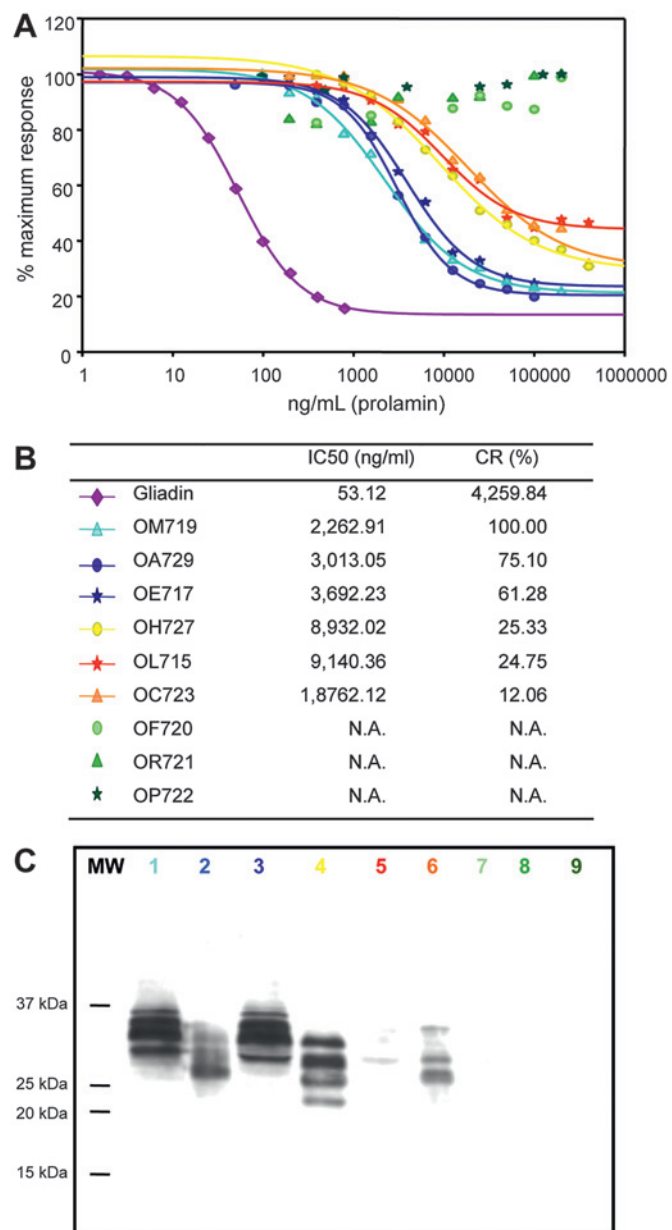 A
120
100
80
60
40
20
0
% maximum response
1 10 100 1000 10000 100000 1000000
ng/mL (prolamin)
B
IC50 (ng/ml) CR (%)
Gliadin 53.12 4,259.84
OM719 2,262.91 100.00
OA729 3,013.05 75.10
OE717 3,692.23 61.28
OH727 8,932.02 25.33
OL715 9,140.36 24.75
OC723 1,8762.12 12.06
OF720 N.A. N.A.
OR721 N.A. N.A.
OP722 N.A. N.A.
C
MW 1 2 3 4 5 6 7 8 9
37 kDa
25 kDa
20 kDa
15 kDa